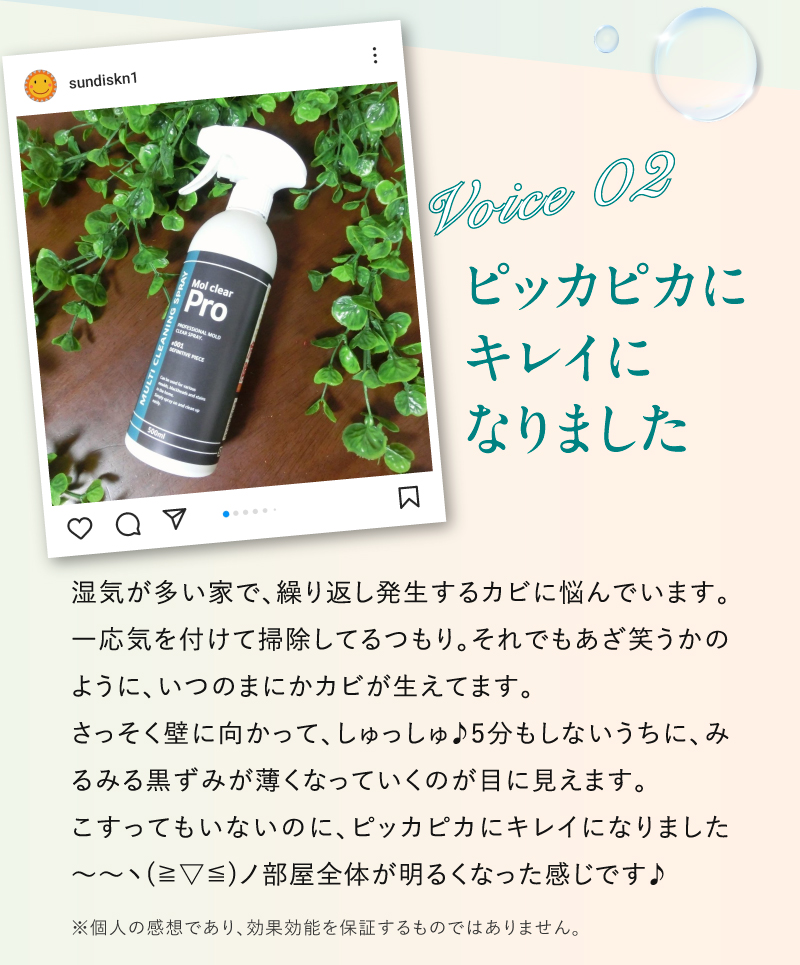 sundiskn1
Mol clear
Pro
PROFESSIONAL MOLD
CLEAR SPRAY.
#001
DEFINITIVE PIECE
MULTI CLEANING SPRAY
500ml
Voice 02
ピッカピカに
キレイに
なりました
湿気が多い家で、繰り返し発生するカビに悩んでいます。
一応気を付けて掃除してるつもり。それでもあざ笑うかの
ように、いつのまにかカビが生えてます。
さっそく壁に向かって、しゅっしゅ♪5分もしないうちに、み
るみる黒ずみが薄くなっていくのが目に見えます。
こすってもいないのに、ピッカピカにキレイになりました
～～ヽ(≧▽≦)ノ部屋全体が明るくなった感じです♪
※個人の感想であり、効果効能を保証するものではありません。